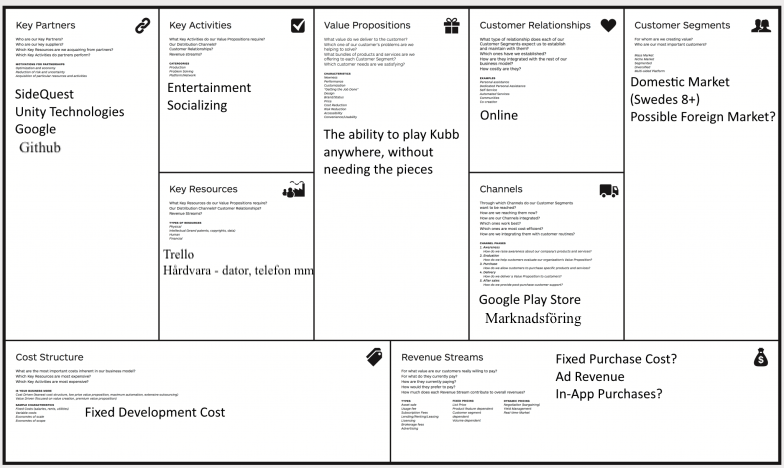 Key Partners
Who are our Key Partners?
Who are our key suppliers?
Which Key Resources are we acquiring from partners?
Which Key Activities do partners perform?
MOTIVATIONS FOR PARTNERSHIPS
Optimization and economy
Reduction of risk and uncertainty
Acquisition of particular resources and activities
SideQuest
Unity Technologies
Google
Github
Key Activities
What Key Activities do our Value Propositions require?
Our Distribution Channels?
Customer Relationships?
Revenue streams?
CATEGORIES
Production
Problem Solving
Platform/Network
Entertainment
Socializing
Key Resources
What Key Resources do our Value Propositions require?
Our Distribution Channels? Customer Relationships?
Revenue Streams?
TYPES OF RESOURCES
Physical
Intellectual (brand patents, copyrights, data)
Human
Financial
Trello
Hårdvara - dator, telefon mm
Value Propositions
What value do we deliver to the customer?
Which one of our customer's problems are we
helping to solve?
What bundles of products and services are we
offering to each Customer Segment?
Which customer needs are we satisfying?
CHARACTERISTICS
Newness
Performance
Customization
"Getting the Job Done"
Design
Brand/Status
Price
Cost Reduction
Risk Reduction
Accessibility
Convenience/Usability
The ability to play Kubb
anywhere, without
needing the pieces
Customer Relationships
What type of relationship does each of our
Customer Segments expect us to establish
and maintain with them?
Which ones have we established?
How are they integrated with the rest of our
business model?
How costly are they?
EXAMPLES
Personal assistance
Dedicated Personal Assistance
Self-Service
Automated Services
Communities
Co-creation
Online
Channels
Through which Channels do our Customer Segments
want to be reached?
How are we reaching them now?
How are our Channels integrated?
Which ones work best?
Which ones are most cost-efficient?
How are we integrating them with customer routines?
CHANNEL PHASES
1. Awareness
How do we raise awareness about our company's products and services?
2. Evaluation
How do we help customers evaluate our organization's Value Proposition?
3. Purchase
How do we allow customers to purchase specific products and services?
4. Delivery
How do we deliver a Value Proposition to customers?
5. After sales
How do we provide post-purchase customer support?
Google Play Store
Marknadsföring
Customer Segments
For whom are we creating value?
Who are our most important customers?
Mass Market
Niche Market
Segmented
Diversified
Multi-sided Platform
Domestic Market
(Swedes 8+)
Possible Foreign Market?
Cost Structure
What are the most important costs inherent in our business model?
Which Key Resources are most expensive?
Which Key Activities are most expensive?
IS YOUR BUSINESS MORE
Cost Driven (leanest cost structure, low price value proposition, maximum automation, extensive outsourcing)
Value Driven (focused on value creation, premium value proposition)
SAMPLE CHARACTERISTICS
Fixed Costs (salaries, rents, utilities)
Variable costs
Economies of scale
Economies of scope
Fixed Development Cost
Revenue Streams
For what value are our customers really willing to pay?
For what do they currently pay?
How are they currently paying?
How would they prefer to pay?
How much does each Revenue Stream contribute to overall revenues?
TYPES
Asset sale
Usage fee
Subscription Fees
Lending/Renting/Leasing
Licensing
Brokerage fees
Advertising
FIXED PRICING
List Price
Product feature dependent
Customer segment
dependent
Volume dependent
DYNAMIC PRICING
Negotiation (bargaining)
Yield Management
Real-time-Market
Fixed Purchase Cost?
Ad Revenue
In-App Purchases?